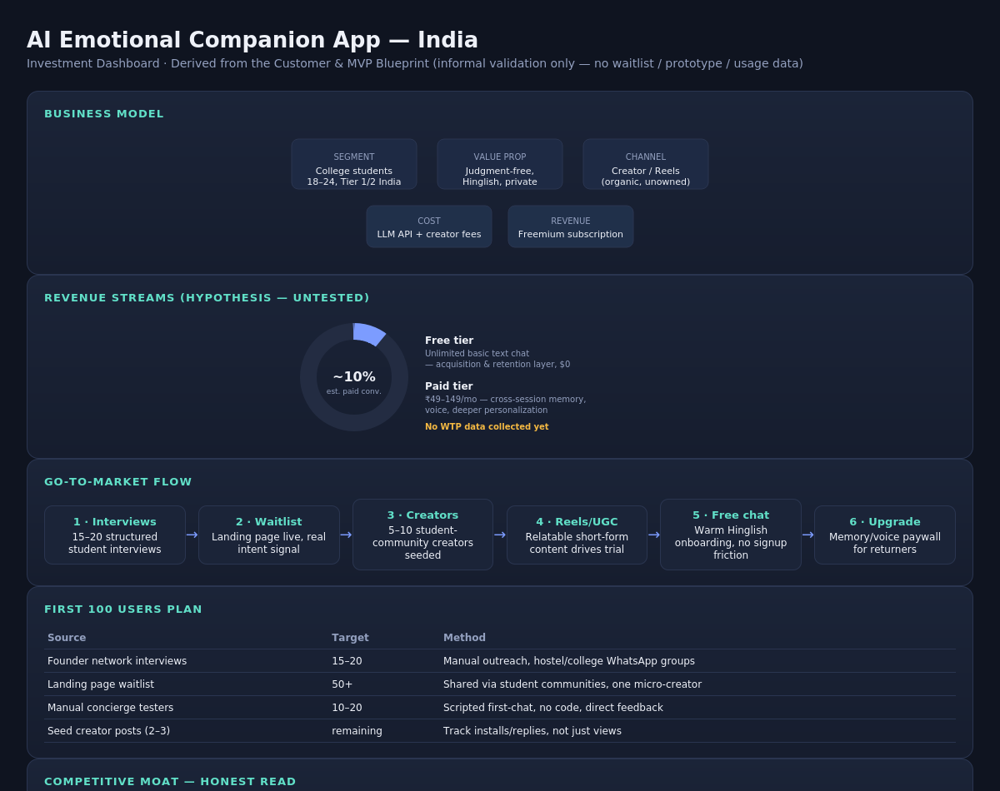 AI Emotional Companion App — India
Investment Dashboard · Derived from the Customer & MVP Blueprint (informal validation only — no waitlist / prototype / usage data)
BUSINESS MODEL
SEGMENT
College students
18–24, Tier 1/2 India
VALUE PROP
Judgment-free,
Hinglish, private
CHANNEL
Creator / Reels
(organic, unowned)
COST
LLM API + creator fees
REVENUE
Freemium subscription
REVENUE STREAMS (HYPOTHESIS — UNTESTED)
~10%
est. paid conv.
Free tier
Unlimited basic text chat
— acquisition & retention layer, $0
Paid tier
₹49–149/mo — cross-session memory,
voice, deeper personalization
No WTP data collected yet
GO-TO-MARKET FLOW
1 · Interviews
15–20 structured
student interviews
→
2 · Waitlist
Landing page live, real
intent signal
→
3 · Creators
5–10 student-
community creators
seeded
→
4 · Reels/UGC
Relatable short-form
content drives trial
→
5 · Free chat
Warm Hinglish
onboarding, no signup
friction
→
6 · Upgrade
Memory/voice paywall
for returners
FIRST 100 USERS PLAN
Source Target Method
Founder network interviews 15–20 Manual outreach, hostel/college WhatsApp groups
Landing page waitlist 50+ Shared via student communities, one micro-creator
Manual concierge testers 10–20 Scripted first-chat, no code, direct feedback
Seed creator posts (2–3) remaining Track installs/replies, not just views
COMPETITIVE MOAT — HONEST READ